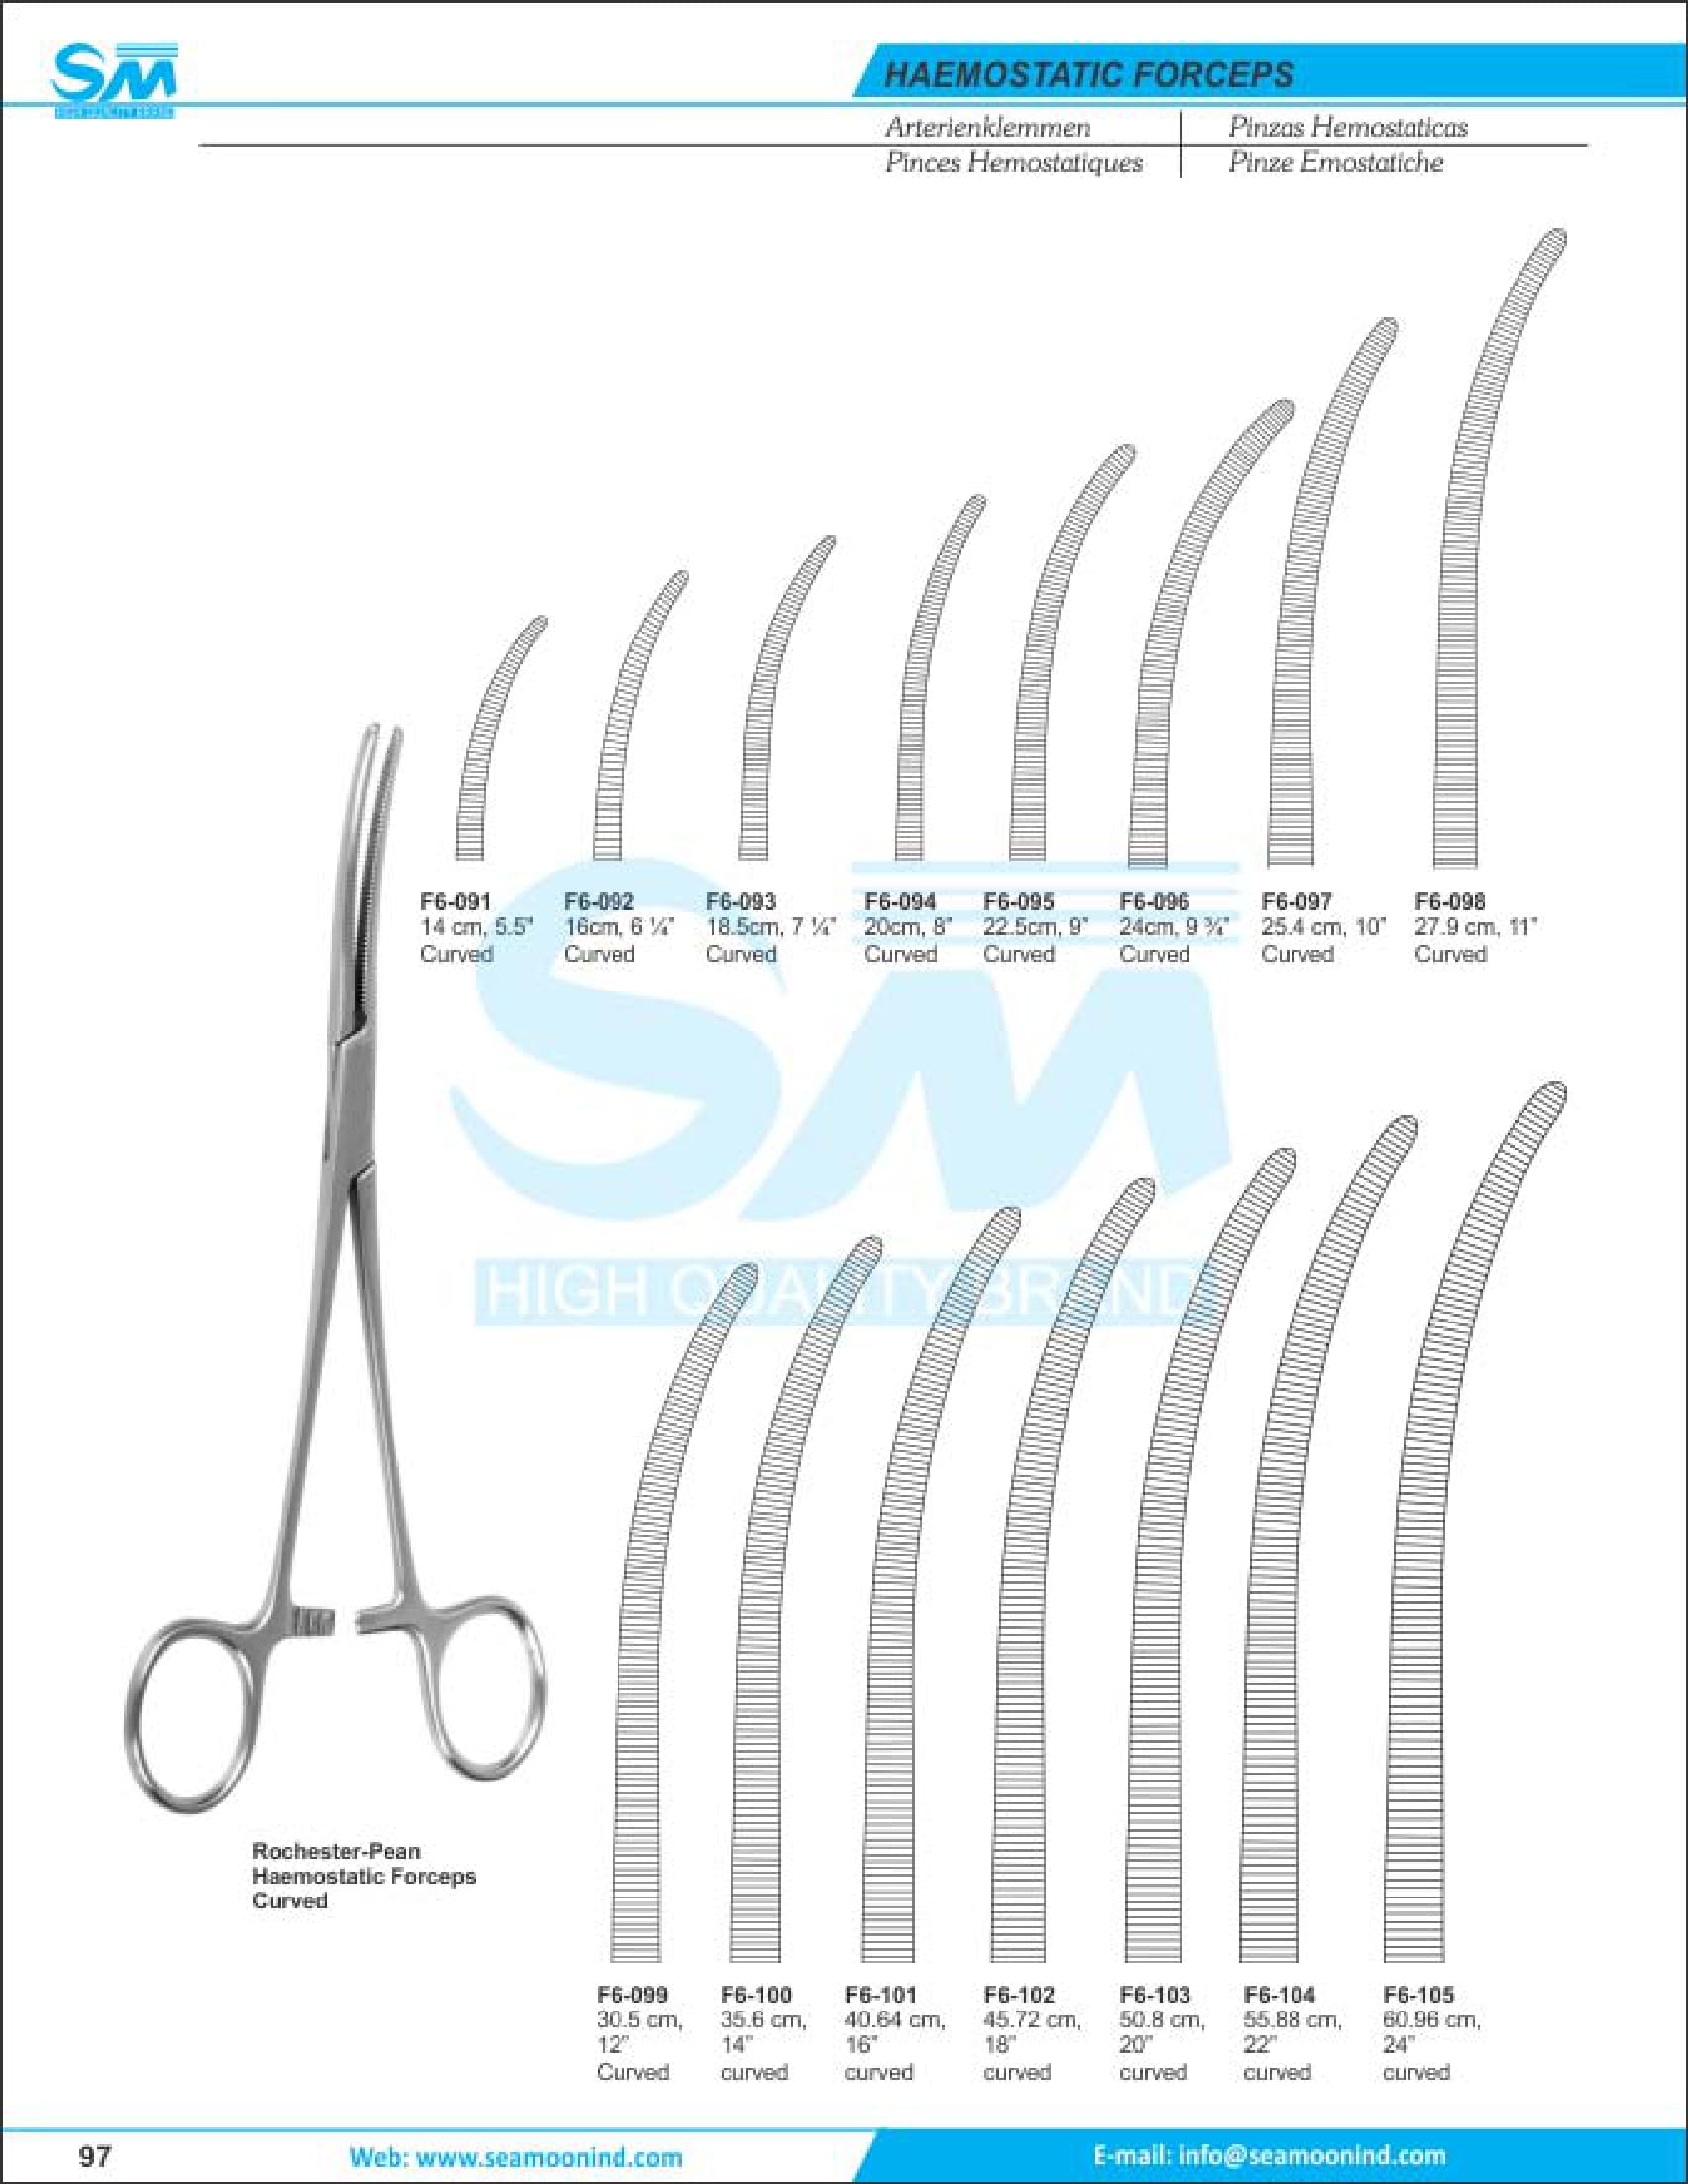 SM
HAEMOSTATIC FORCEPS
Arterienklemmen
Pinzas Hemostaticas
Pinces Hemostatiques
Pinze Emostatiche
F6-091
14 cm, 5.5"
Curved
F6-092
16cm, 6 ¼"
Curved
F6-093
18.5cm, 7 ¼"
Curved
F6-094
20cm, 8"
Curved
F6-095
22.5cm, 9"
Curved
F6-096
24cm, 9 ¾"
Curved
F6-097
25.4 cm, 10"
Curved
F6-098
27.9 cm, 11"
Curved
SM
HIGH QUALITY BRAND
Rochester-Pean
Haemostatic Forceps
Curved
F6-099
30.5 cm,
12"
Curved
F6-100
35.6 cm,
14"
curved
F6-101
40.64 cm,
16"
curved
F6-102
45.72 cm,
18"
curved
F6-103
50.8 cm,
20"
curved
F6-104
55.88 cm,
22"
curved
F6-105
60.96 cm,
24"
curved
97
Web: www.seamoonind.com
E-mail: info@seamoonind.com